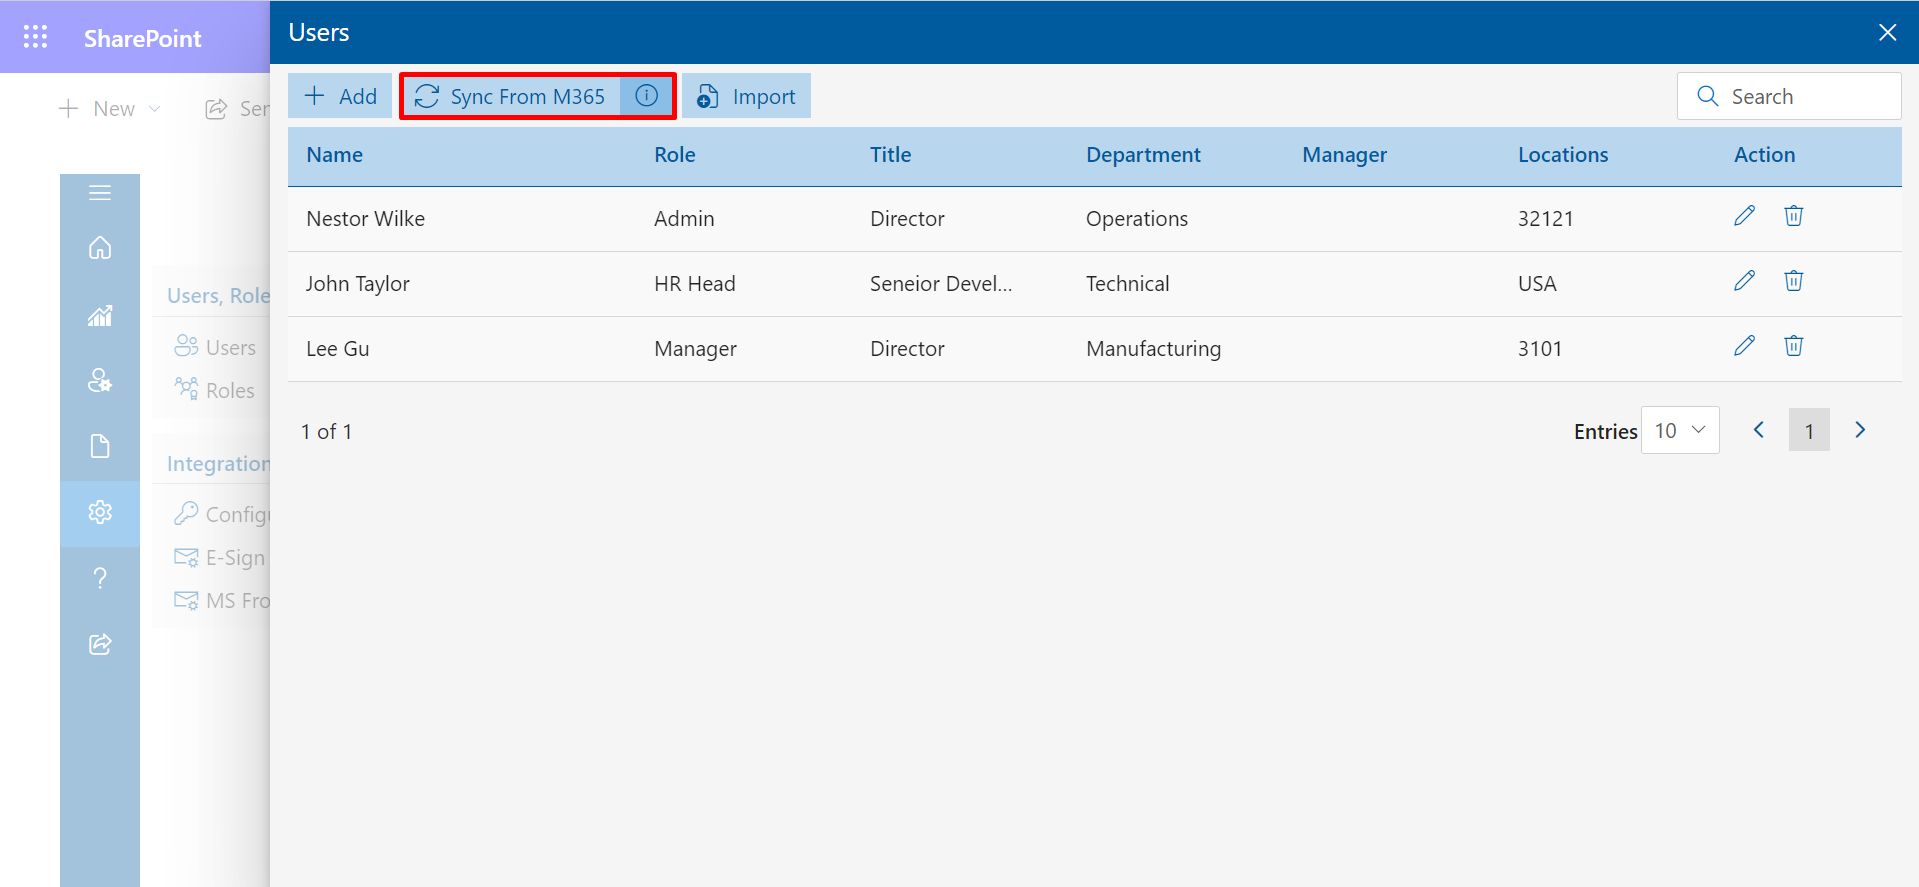 SharePoint
Users
New
Add
Sync From M365
Import
Search
Name Role Title Department Manager Locations Action
Nestor Wilke Admin Director Operations 32121
John Taylor HR Head Seneior Devel... Technical USA
Lee Gu Manager Director Manufacturing 3101
1 of 1
Entries 10 1
Users, Role
Users
Roles
Integration
E-Sign
MS Fro